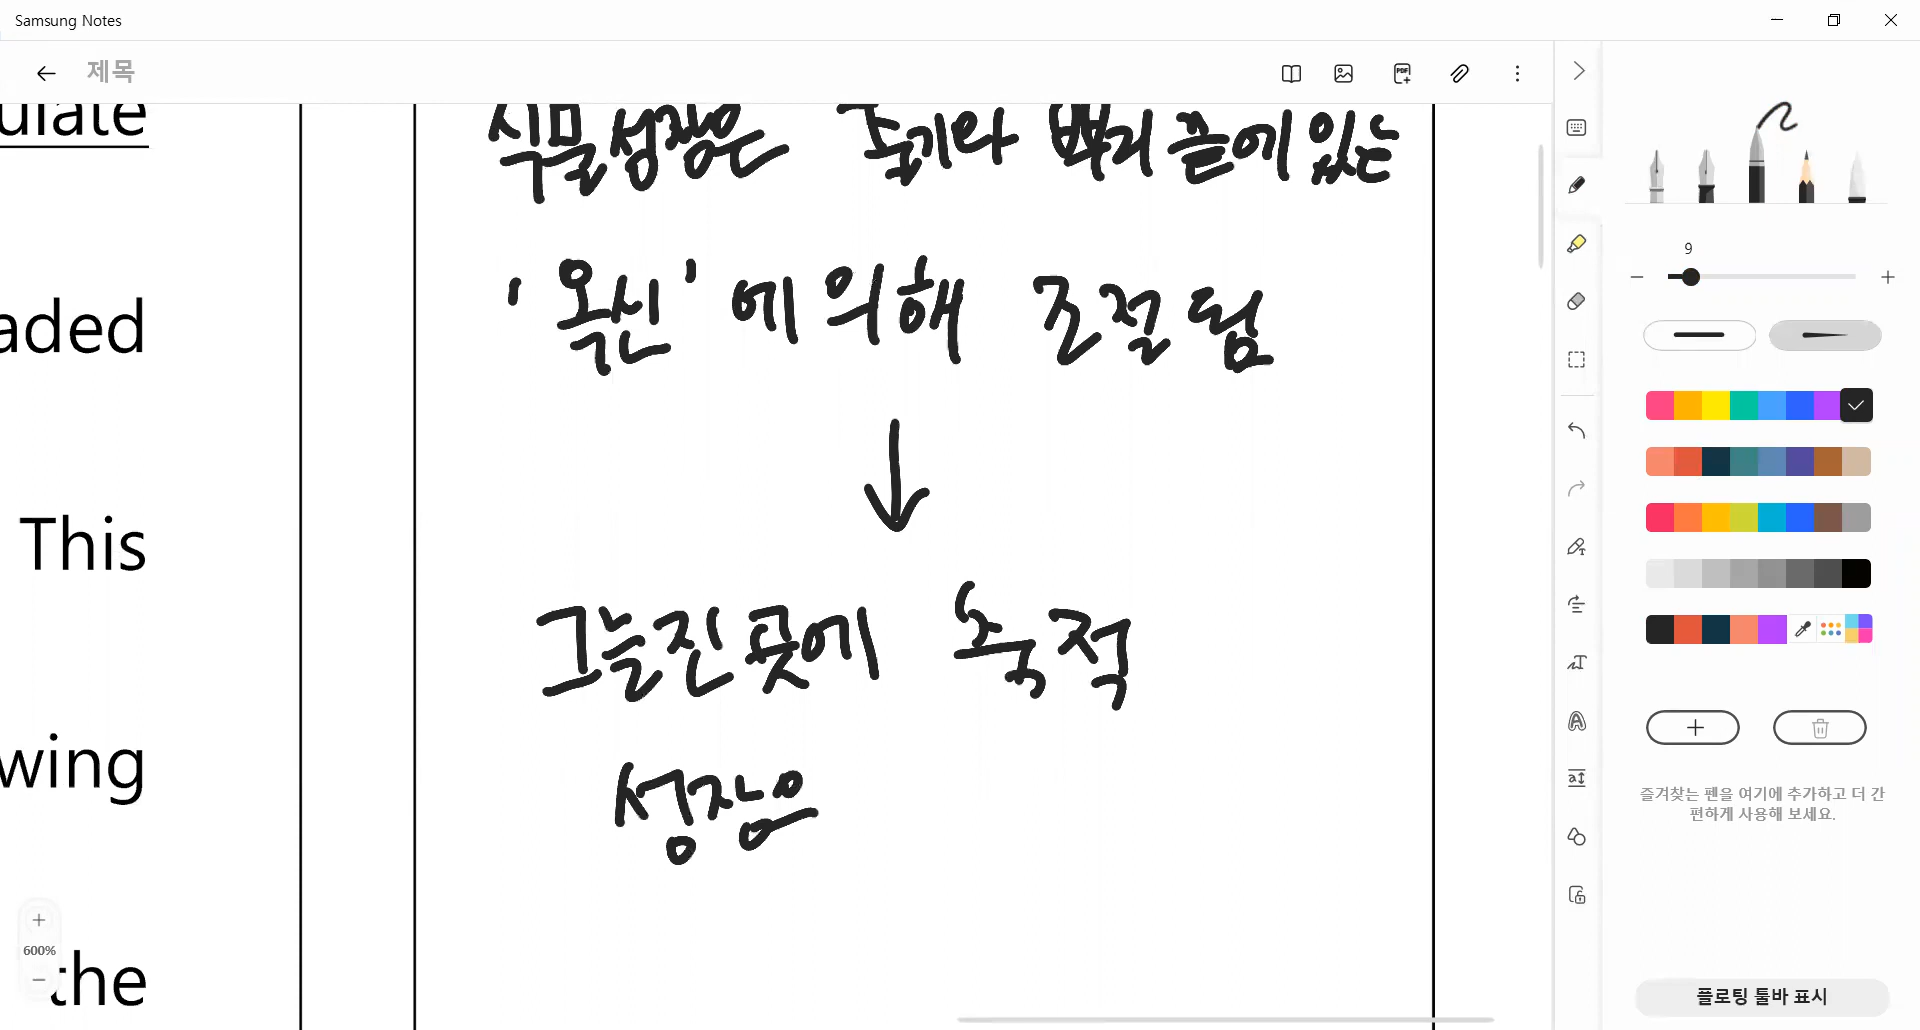 Samsung Notes
제목
ulate
aded
This
wing
the
식물 성장은 줄기와 뿌리 끝에 있는
'옥신'에 의해 조절됨
↓
그늘진 곳에 축적
성장은
9
즐겨찾는 펜을 여기에 추가하고 더 간
편하게 사용해 보세요.
600%
플로팅 툴바 표시